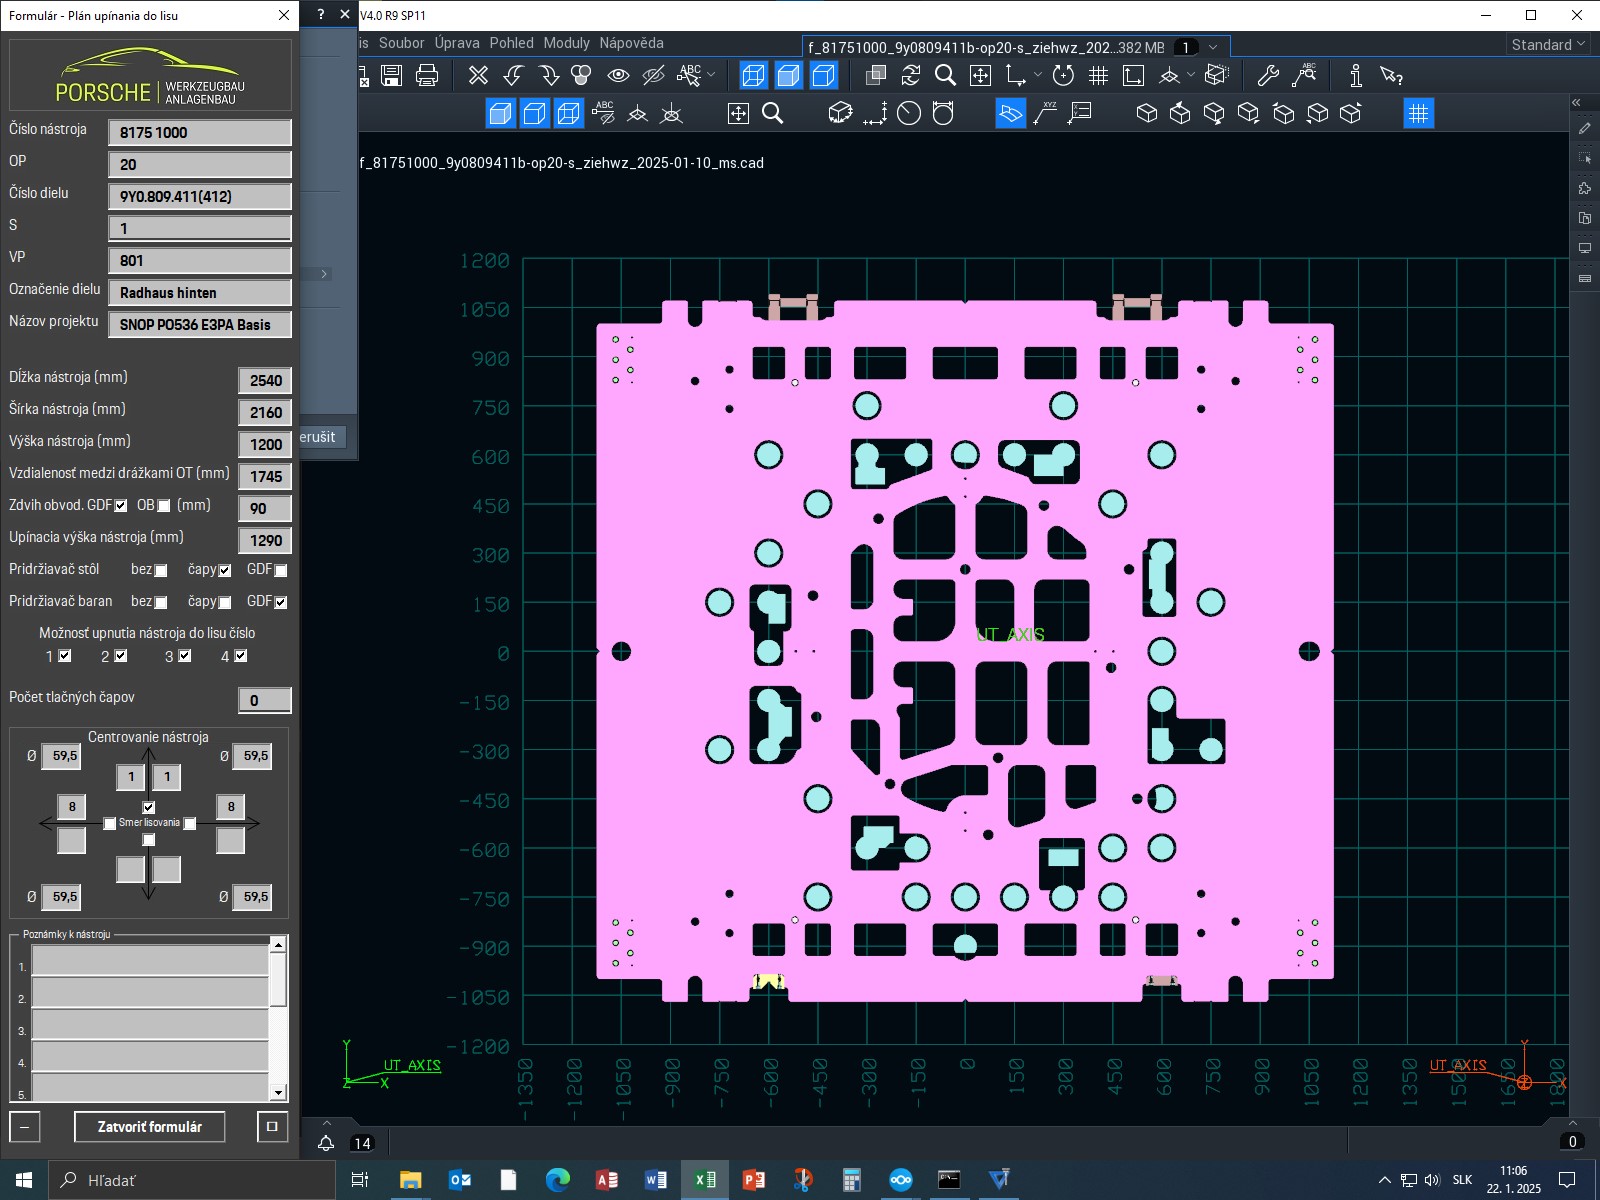 Formulár - Plán upínania do lisu
V4.0 R9 SP11
is Soubor Úprava Pohled Moduly Nápověda
f_81751000_9y0809411b-op20-s_ziehwz_202...382 MB 1
Standard
PORSCHE WERKZEUGBAU ANLAGENBAU
f_81751000_9y0809411b-op20-s_ziehwz_2025-01-10_ms.cad
Číslo nástroja 8175 1000
OP 20
Číslo dielu 9Y0.809.411(412)
S 1
VP 801
Označenie dielu Radhaus hinten
Názov projektu SNOP PO536 E3PA Basis
Dĺžka nástroja (mm) 2540
Šírka nástroja (mm) 2160
Výška nástroja (mm) 1200
Vzdialenosť medzi drážkami OT (mm) 1745
Zdvih obvod. GDF OB (mm) 90
Upínacia výška nástroja (mm) 1290
Pridržiavač stôl bez čapy GDF
Pridržiavač baran bez čapy GDF
Možnosť upnutia nástroja do lisu číslo
1 2 3 4
Počet tlačných čapov 0
Centrovanie nástroja
Ø 59,5 Ø 59,5
1 1
8 8
Smer lisovania
Ø 59,5 Ø 59,5
Poznámky k nástroju
1.
2.
3.
4.
5.
Zatvoriť formulár
erušit
1200
1050
900
750
600
450
300
150
0
-150
-300
-450
-600
-750
-900
-1050
-1200
UT_AXIS
-1350 -1200 -1050 -900 -750 -600 -450 -300 -150 0 150 300 450 600 750 900 1050 1200 1350 1500 1650 1800
Y
UT_AXIS
Z X
Y
UT_AXIS
Z X
14
0
Hľadať
SLK
11:06
22. 1. 2025